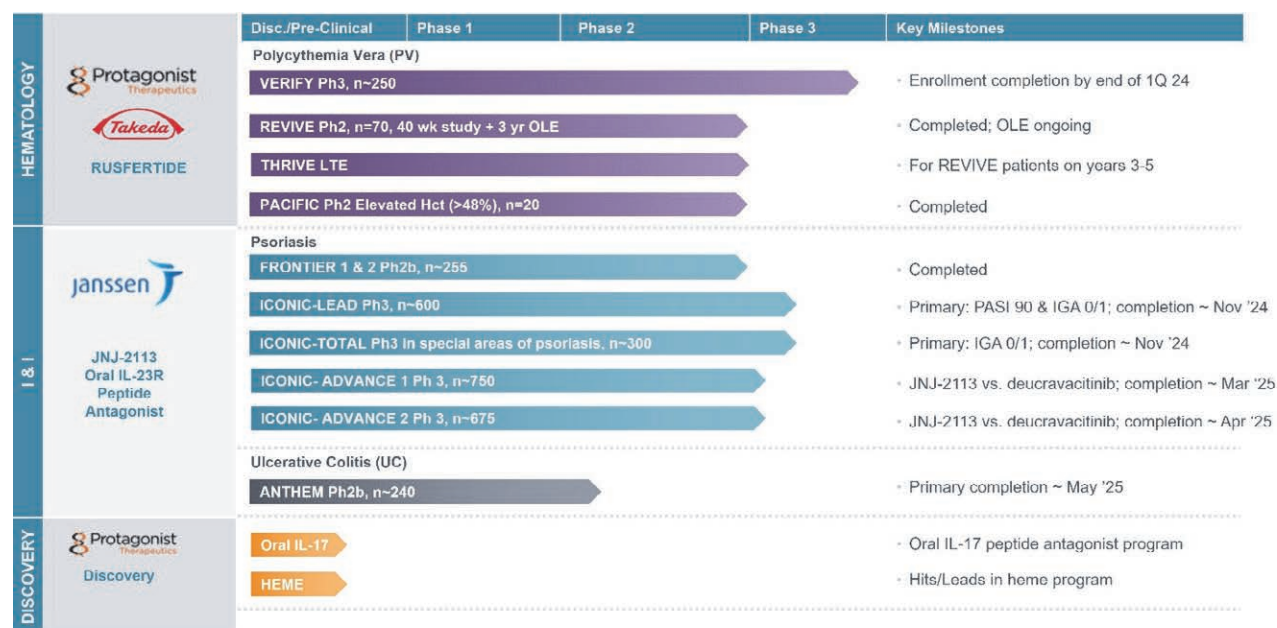 Disc./Pre-Clinical Phase 1 Phase 2 Phase 3 Key Milestones
HEMATOLOGY
Protagonist
Therapeutics
Takeda
RUSFERTIDE
Polycythemia Vera (PV)
VERIFY Ph3, n~250
Enrollment completion by end of 1Q 24
REVIVE Ph2, n=70, 40 wk study + 3 yr OLE
Completed; OLE ongoing
THRIVE LTE
For REVIVE patients on years 3-5
PACIFIC Ph2 Elevated Hct (>48%), n=20
Completed
I & I
Janssen
JNJ-2113
Oral IL-23R
Peptide
Antagonist
Psoriasis
FRONTIER 1 & 2 Ph2b, n~255
Completed
ICONIC-LEAD Ph3, n~600
Primary: PASI 90 & IGA 0/1; completion ~ Nov '24
ICONIC-TOTAL Ph3 in special areas of psoriasis, n~300
Primary: IGA 0/1; completion ~ Nov '24
ICONIC- ADVANCE 1 Ph 3, n~750
JNJ-2113 vs. deucravacitinib; completion ~ Mar '25
ICONIC- ADVANCE 2 Ph 3, n~675
JNJ-2113 vs. deucravacitinib; completion ~ Apr '25
Ulcerative Colitis (UC)
ANTHEM Ph2b, n~240
Primary completion ~ May '25
DISCOVERY
Protagonist
Therapeutics
Discovery
Oral IL-17
Oral IL-17 peptide antagonist program
HEME
Hits/Leads in heme program